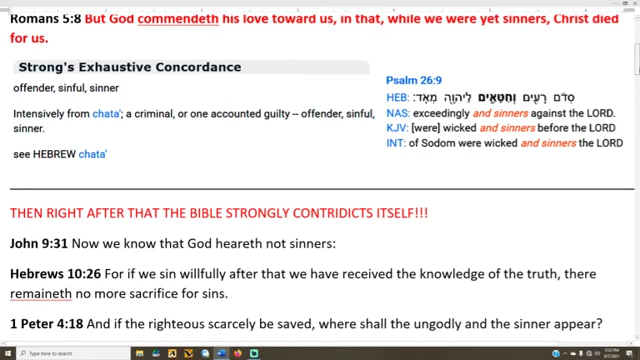 Romans 5:8 But God commendeth his love toward us, in that, while we were yet sinners, Christ died
for us.
Strong's Exhaustive Concordance
offender, sinful, sinner
Intensively from chata'; a criminal, or one accounted guilty -- offender, sinful,
sinner.
see HEBREW chata'
Psalm 26:9
HEB: סְדֹ֔ם רָעִ֖ים וְחַטָּאִ֑ים לַיהוָ֖ה מְאֹֽד׃
NAS: exceedingly and sinners against the LORD.
KJV: [were] wicked and sinners before the LORD
INT: of Sodom were wicked and sinners the LORD
THEN RIGHT AFTER THAT THE BIBLE STRONGLY CONTRIDICTS ITSELF!!!
John 9:31 Now we know that God heareth not sinners:
Hebrews 10:26 For if we sin willfully after that we have received the knowledge of the truth, there
remaineth no more sacrifice for sins.
1 Peter 4:18 And if the righteous scarcely be saved, where shall the ungodly and the sinner appear?
Type here to search